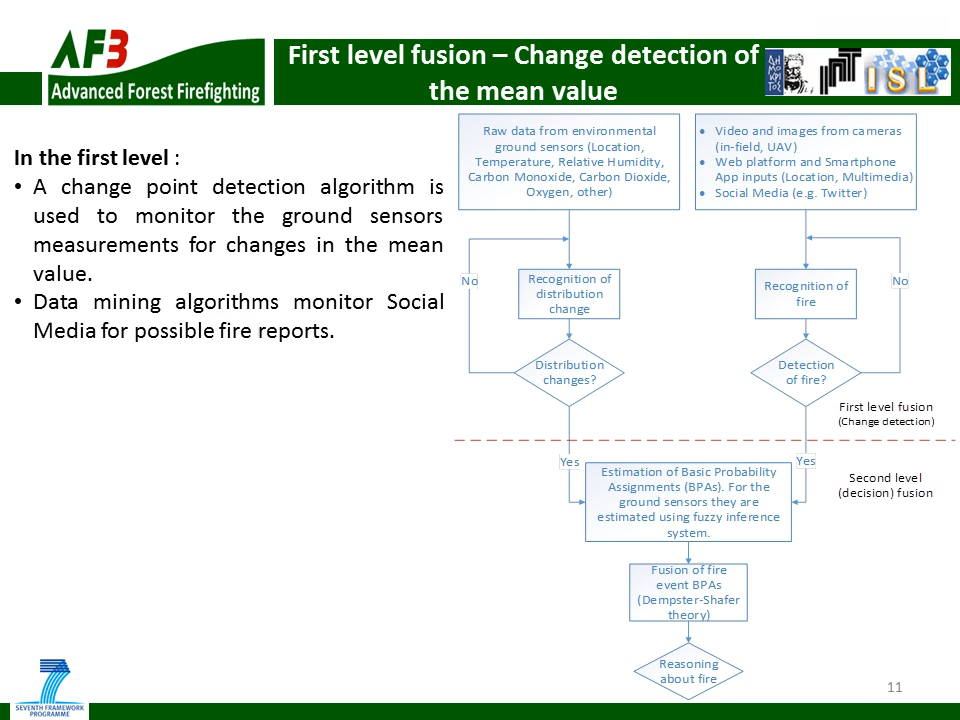 AF3
Advanced Forest Firefighting
First level fusion – Change detection of
the mean value
ΔΗΜΟ
ΚΡΙΤΟΣ
ISL
In the first level :
• A change point detection algorithm is
used to monitor the ground sensors
measurements for changes in the mean
value.
• Data mining algorithms monitor Social
Media for possible fire reports.
Raw data from environmental
ground sensors (Location,
Temperature, Relative Humidity,
Carbon Monoxide, Carbon Dioxide,
Oxygen, other)
• Video and images from cameras
(in-field, UAV)
• Web platform and Smartphone
App inputs (Location, Multimedia)
• Social Media (e.g. Twitter)
No
Recognition of
distribution
change
Recognition of
fire
No
Distribution
changes?
Detection
of fire?
First level fusion
(Change detection)
Yes
Yes
Second level
(decision) fusion
Estimation of Basic Probability
Assignments (BPAs). For the
ground sensors they are
estimated using fuzzy inference
system.
Fusion of fire
event BPAs
(Dempster-Shafer
theory)
Reasoning
about fire
SEVENTH FRAMEWORK
PROGRAMME
11